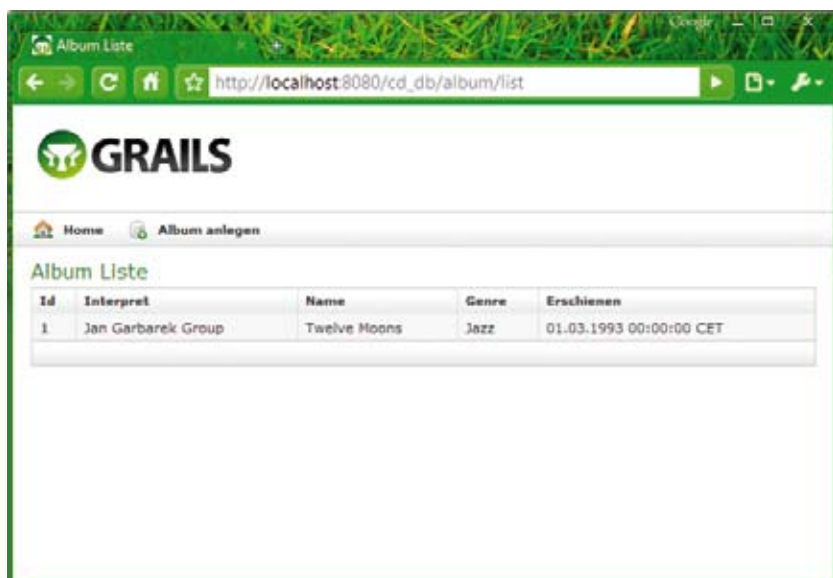 Google
Album Liste
http://localhost:8080/cd_db/album/list
GRAILS
Home Album anlegen
Album Liste
Id Interpret Name Genre Erschienen
1 Jan Garbarek Group Twelve Moons Jazz 01.03.1993 00:00:00 CET